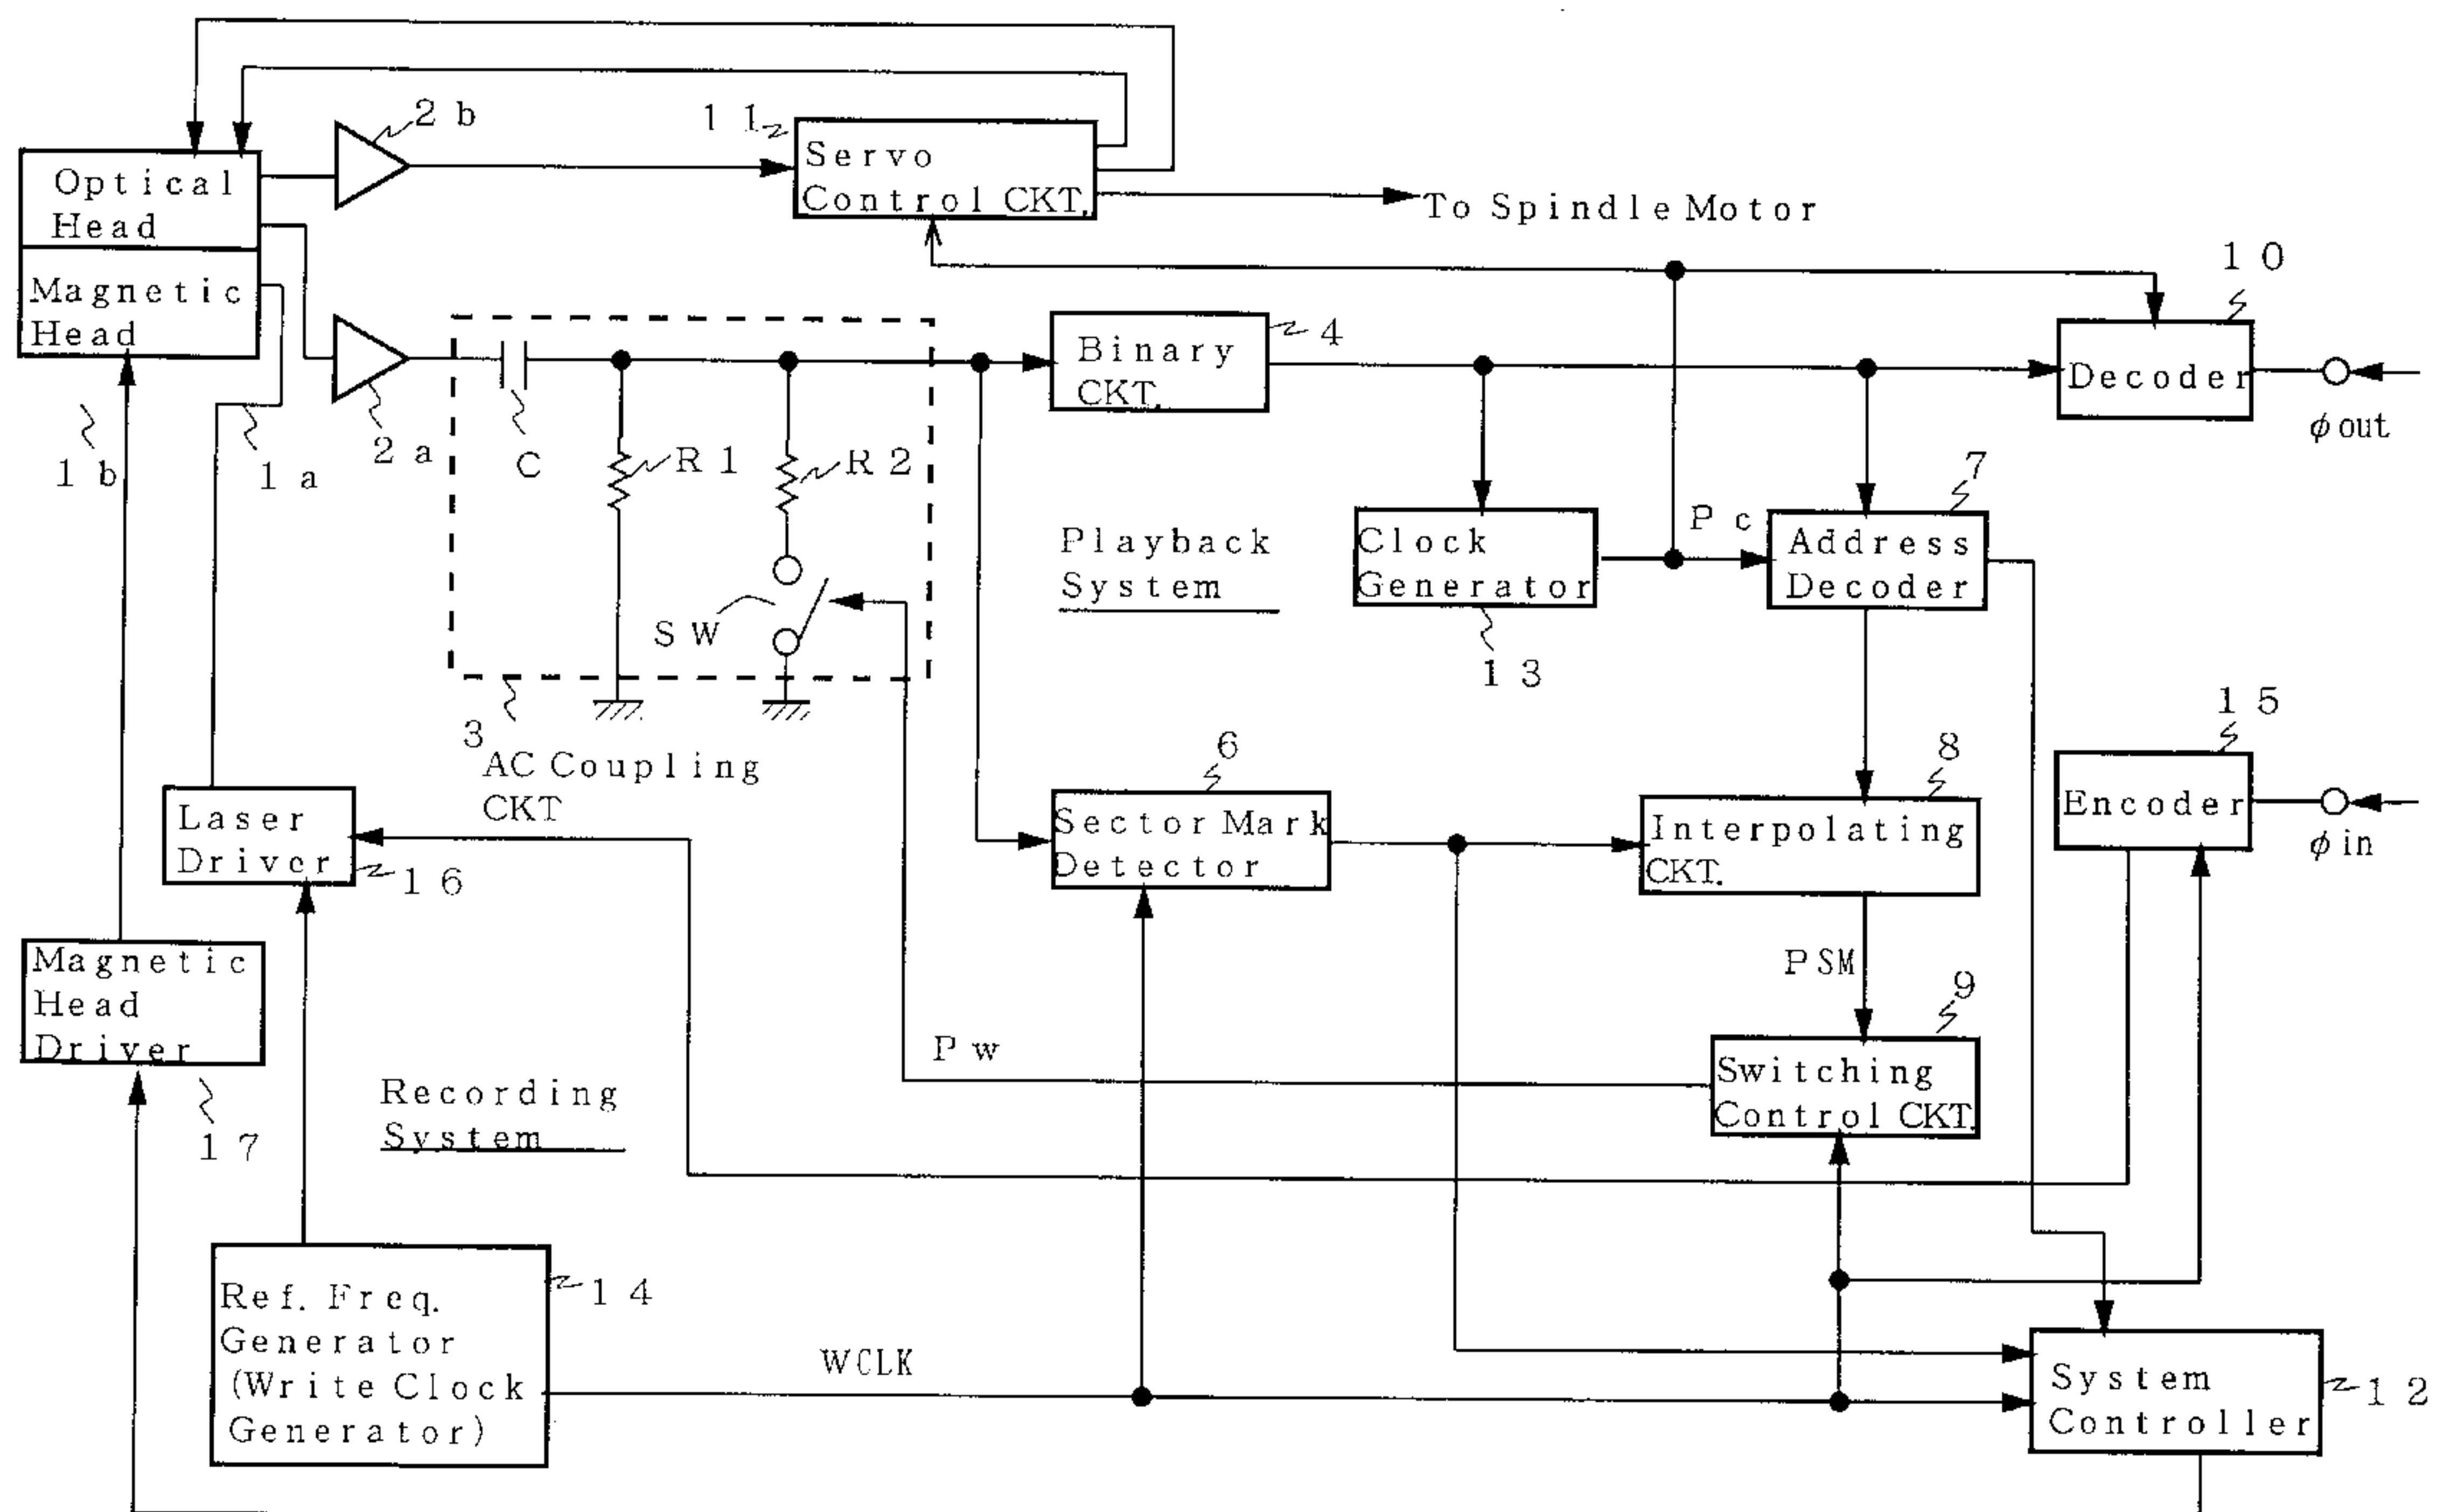 2 b
1 1
Servo
Control CKT.
Optical
Head
To Spindle Motor
1 0
Magnetic
Head
4
Binary
CKT.
Decoder
φout
1 b
1 a
2 a
C
R 1
R 2
7
P c
Playback
System
Clock
Generator
Address
Decoder
SW
1 3
3
AC Coupling
CKT
6
8
1 5
Laser
Driver
1 6
Sector Mark
Detector
Interpolating
CKT.
Encoder
φin
Magnetic
Head
Driver
PSM
9
P w
Switching
Control CKT.
Recording
System
1 7
Ref. Freq.
Generator
(Write Clock
Generator)
1 4
WCLK
System
Controller
1 2